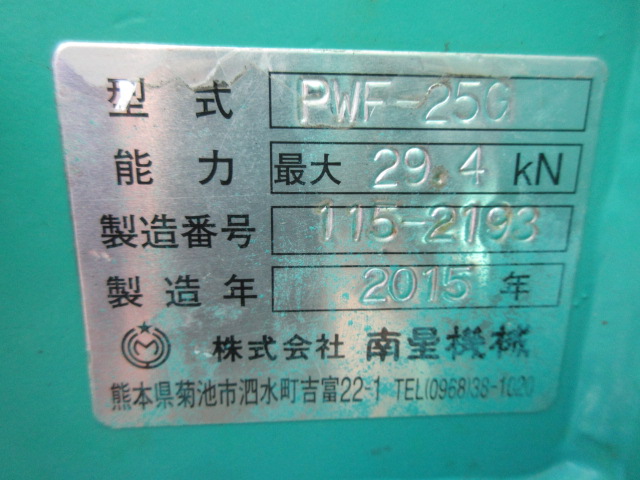 型式 PWF-25G
能力 最大 29.4 kN
製造番号 115-2193
製造年 2015 年
株式会社 南星機械
熊本県菊池市泗水町吉富22-1 TEL(0968)38-1020